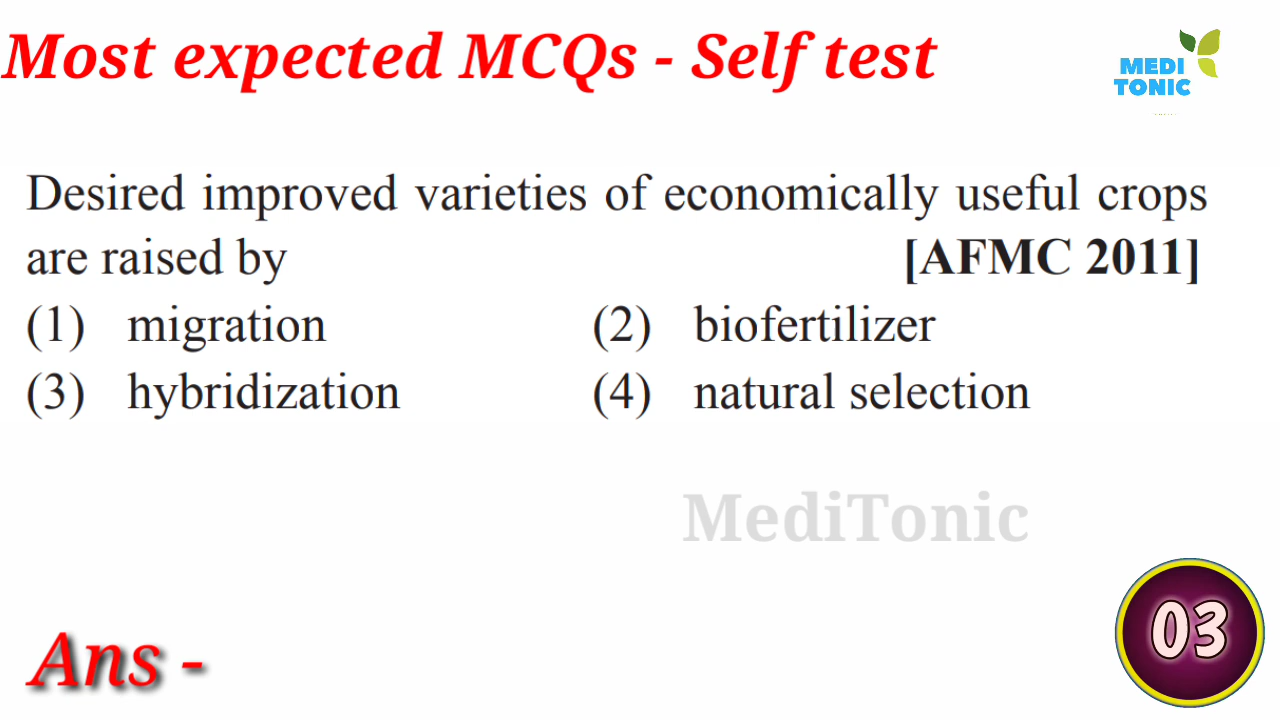 Most expected MCQs - Self test
MEDI
TONIC
Desired improved varieties of economically useful crops
are raised by [AFMC 2011]
(1) migration (2) biofertilizer
(3) hybridization (4) natural selection
MediTonic
03
Ans -